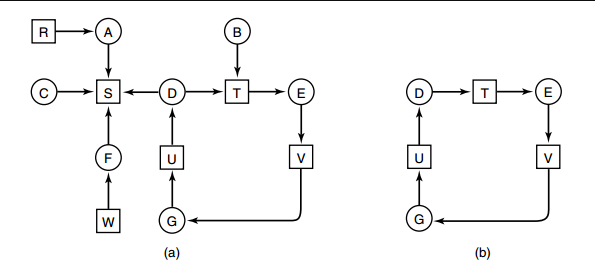 R A B
C S D T E D T E
F U V U V
W G G
(a) (b)